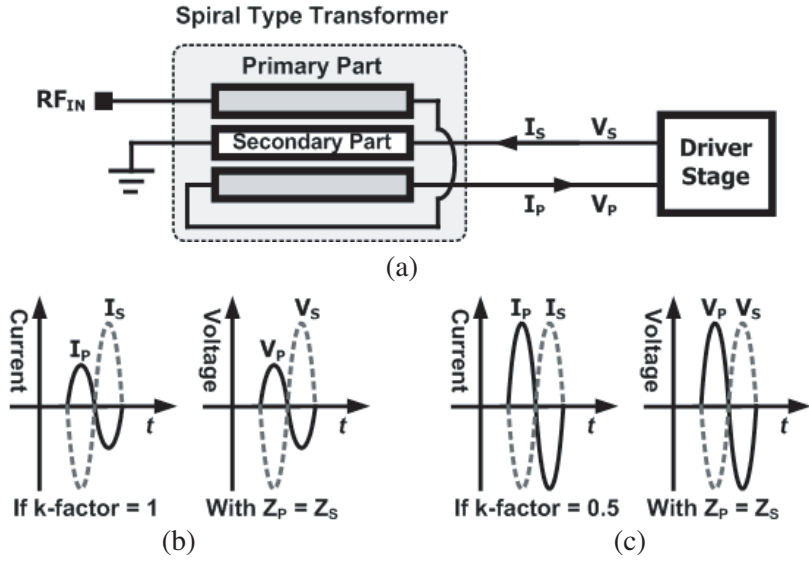 Spiral Type Transformer
Primary Part
RF_IN
Secondary Part
I_S V_S
Driver
Stage
I_P V_P
(a)
Current
I_P
I_S
t
If k-factor = 1
Voltage
V_P
V_S
t
With Z_P = Z_S
(b)
Current
I_P I_S
t
If k-factor = 0.5
Voltage
V_P V_S
t
With Z_P = Z_S
(c)